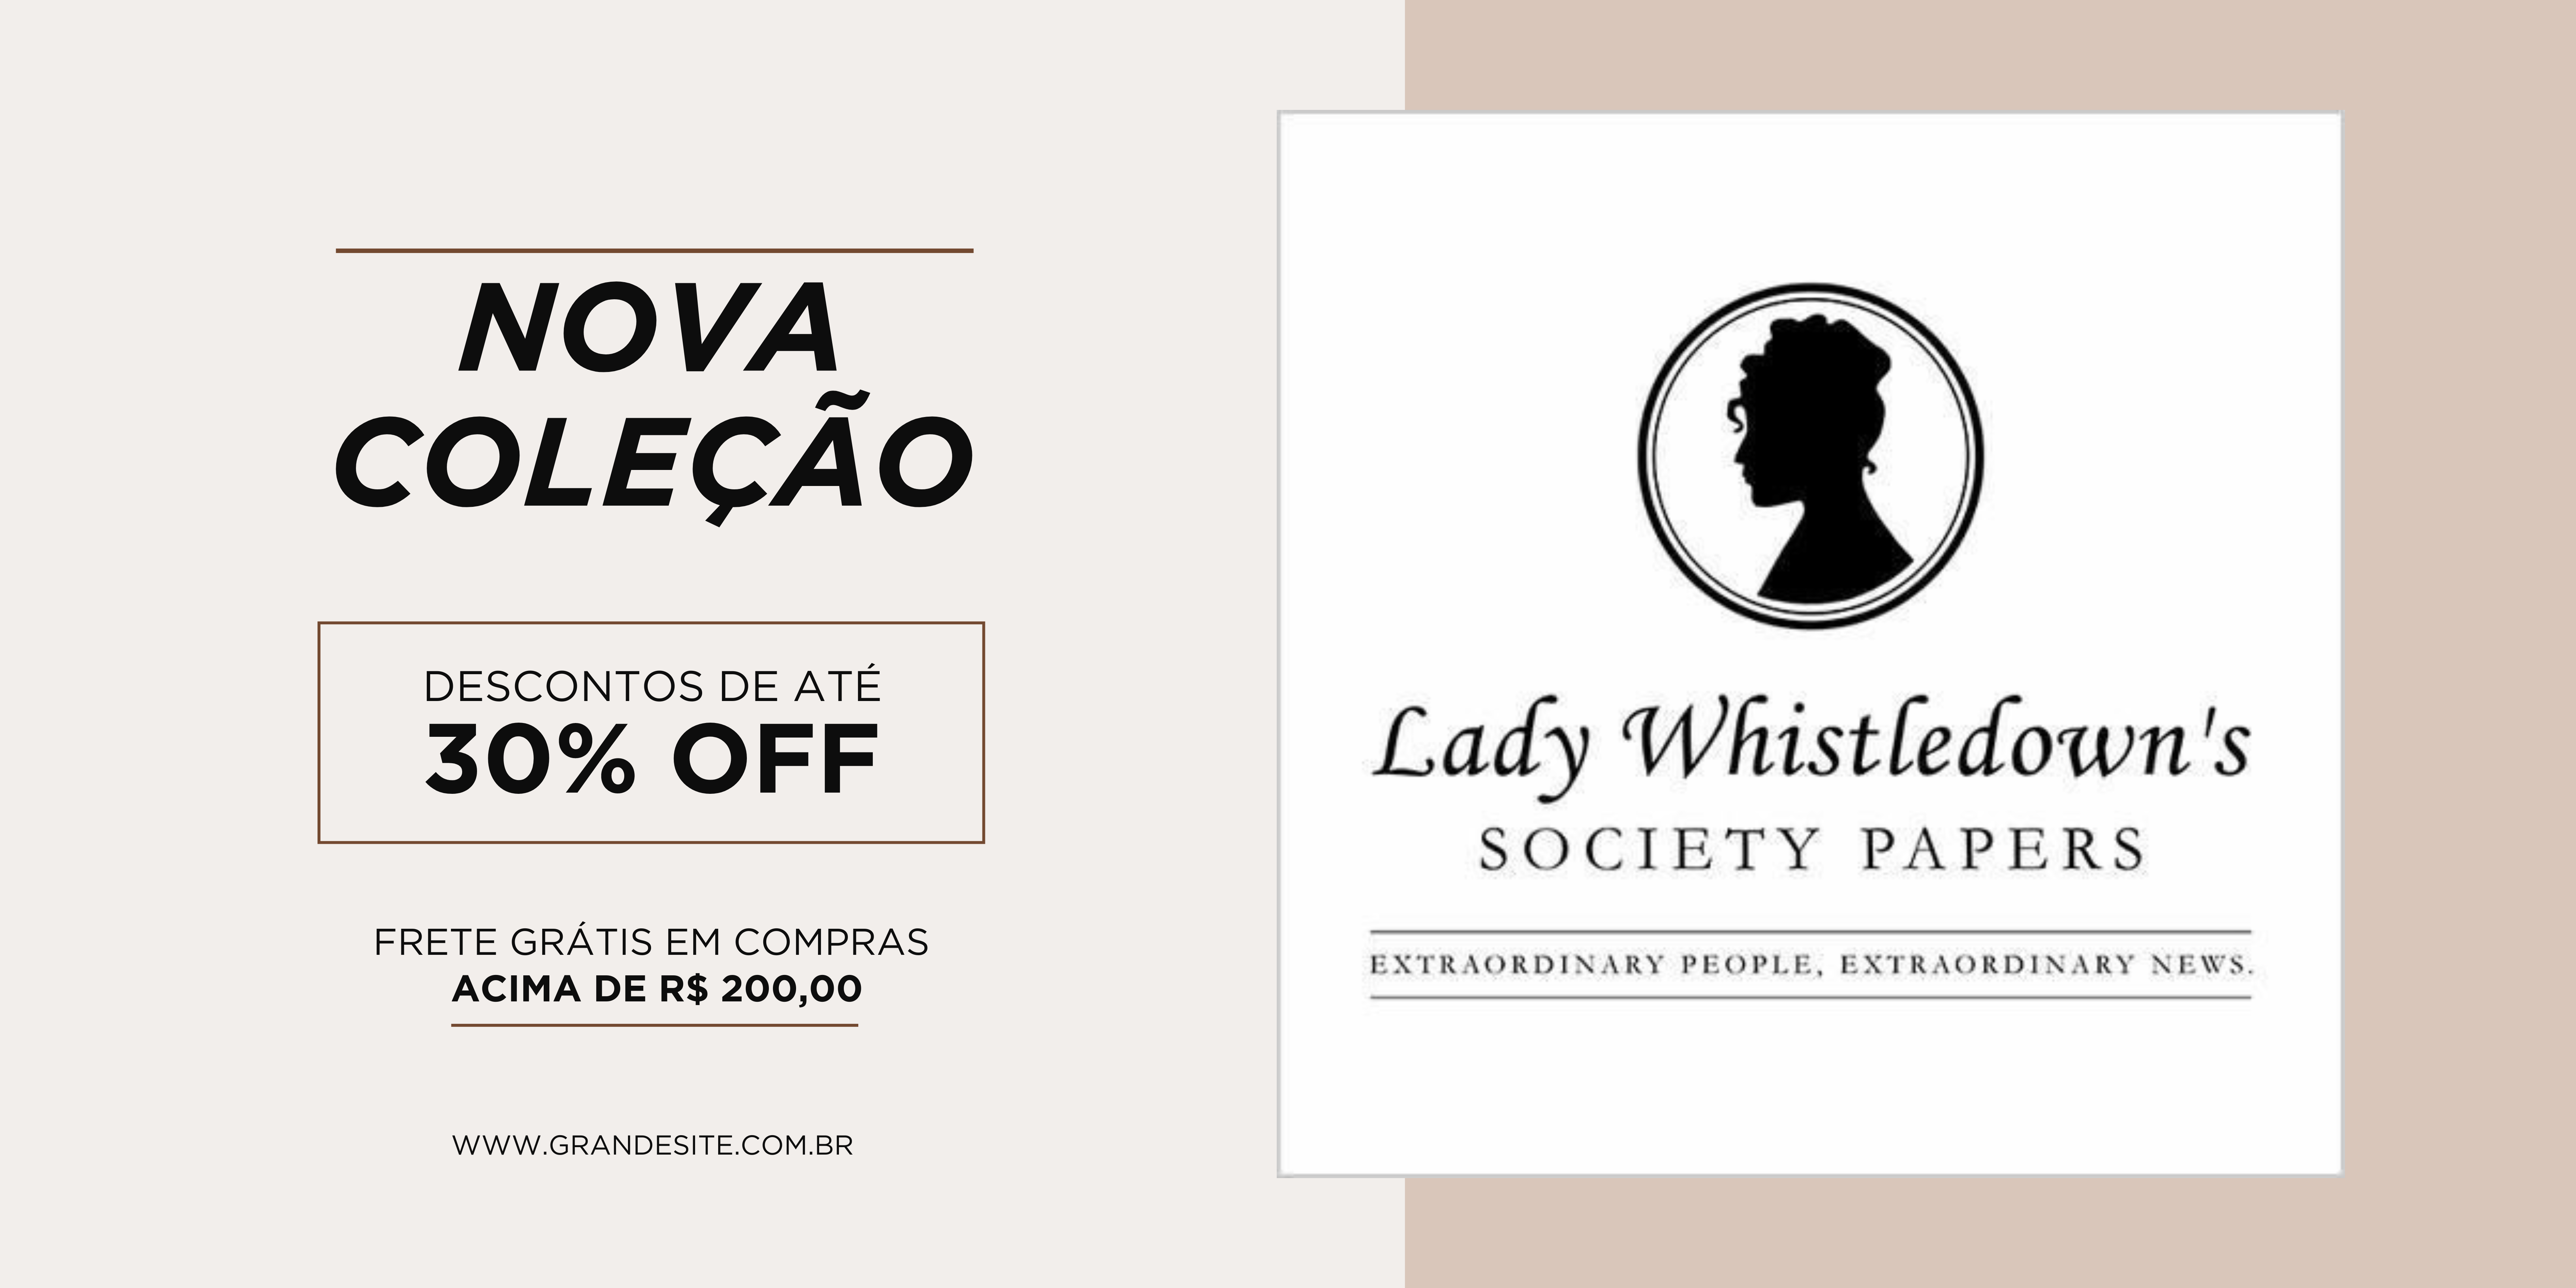 NOVA
COLEÇÃO
DESCONTOS DE ATÉ
30% OFF
FRETE GRÁTIS EM COMPRAS
ACIMA DE R$ 200,00
WWW.GRANDESITE.COM.BR
Lady Whistledown's
SOCIETY PAPERS
EXTRAORDINARY PEOPLE, EXTRAORDINARY NEWS.